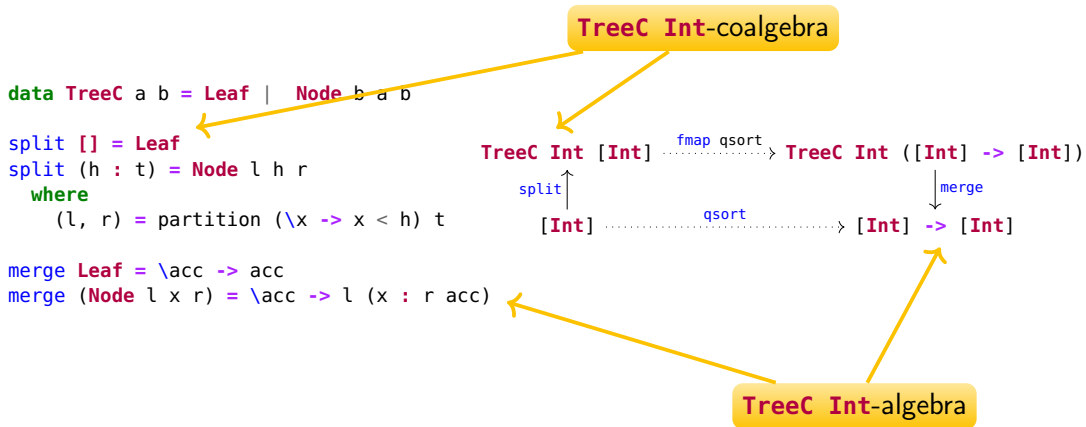 TreeC Int-coalgebra
data TreeC a b = Leaf | Node b a b
split [] = Leaf
split (h : t) = Node l h r
where
(l, r) = partition (\x -> x < h) t
merge Leaf = \acc -> acc
merge (Node l x r) = \acc -> l (x : r acc)
TreeC Int [Int] fmap qsort TreeC Int ([Int] -> [Int])
split merge
[Int] qsort [Int] -> [Int]
TreeC Int-algebra